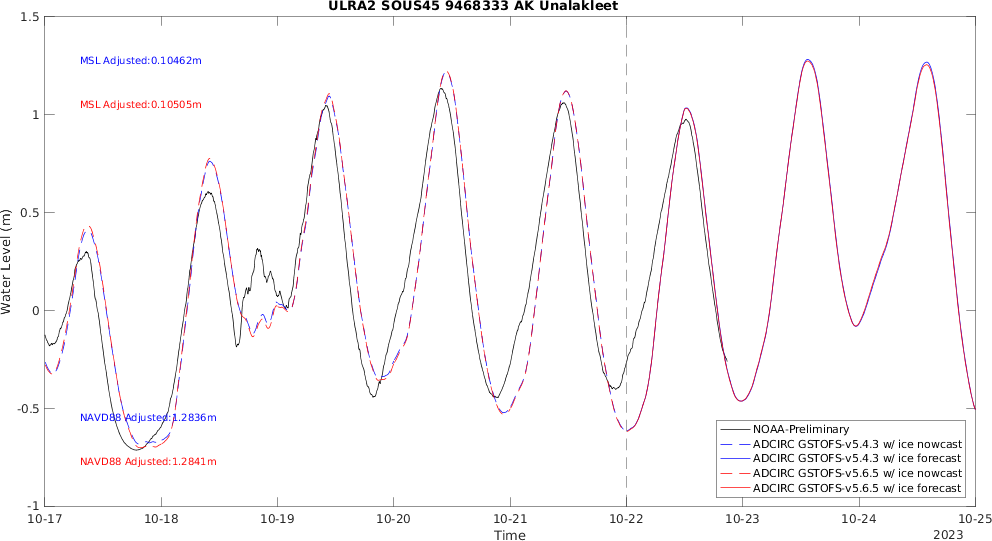 ULRA2 SOUS45 9468333 AK Unalakleet
1.5
1
0.5
0
-0.5
-1
Water Level (m)
MSL Adjusted:0.10462m
MSL Adjusted:0.10505m
NAVD88 Adjusted:1.2836m
NAVD88 Adjusted:1.2841m
NOAA-Preliminary
ADCIRC GSTOFS-v5.4.3 w/ ice nowcast
ADCIRC GSTOFS-v5.4.3 w/ ice forecast
ADCIRC GSTOFS-v5.6.5 w/ ice nowcast
ADCIRC GSTOFS-v5.6.5 w/ ice forecast
10-17 10-18 10-19 10-20 10-21 10-22 10-23 10-24 10-25
Time
2023